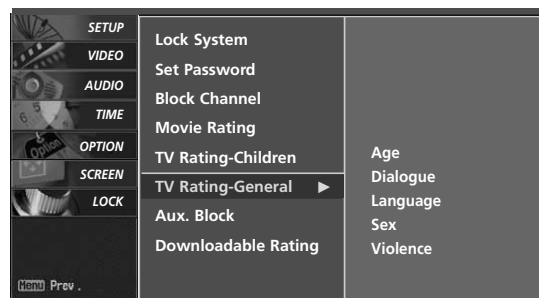 SETUP
VIDEO
AUDIO
TIME
OPTION
SCREEN
LOCK
Menu Prev.
Lock System
Set Password
Block Channel
Movie Rating
TV Rating-Children
TV Rating-General ►
Aux. Block
Downloadable Rating
Age
Dialogue
Language
Sex
Violence